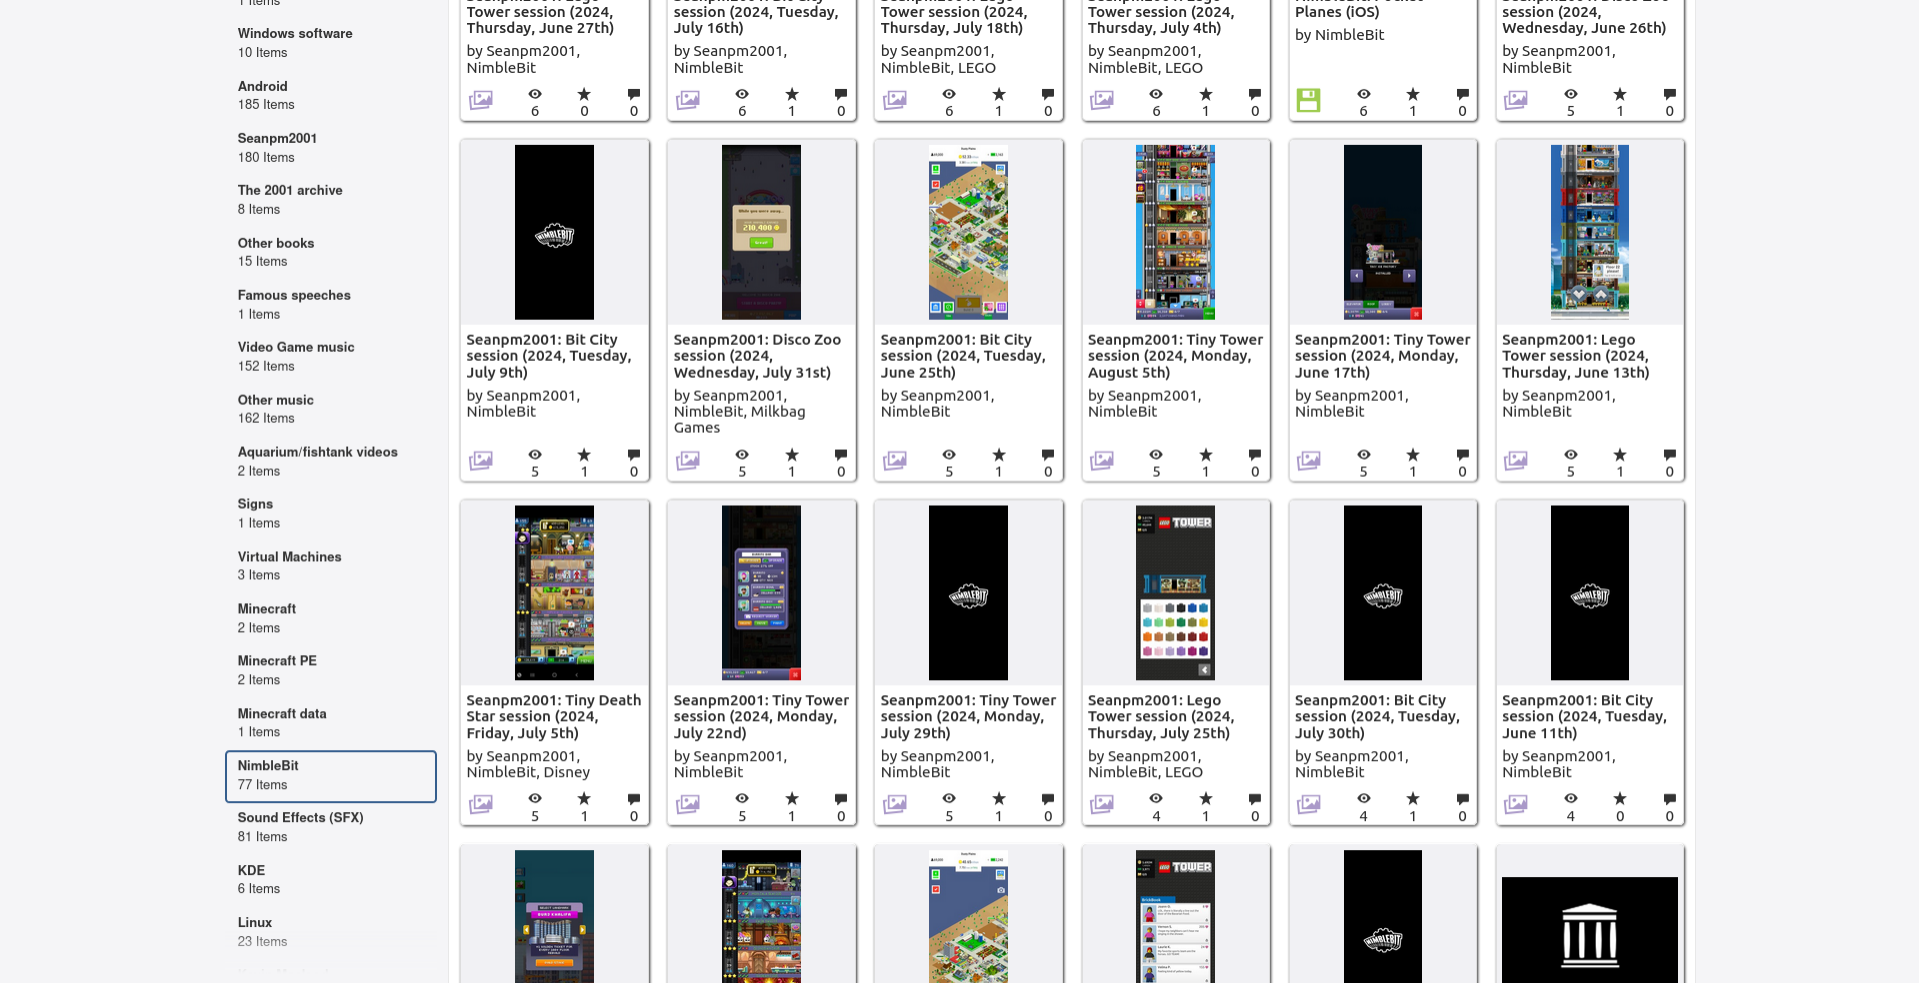 1 Items
Windows software
10 Items
Android
185 Items
Seanpm2001
180 Items
The 2001 archive
8 Items
Other books
15 Items
Famous speeches
1 Items
Video Game music
152 Items
Other music
162 Items
Aquarium/fishtank videos
2 Items
Signs
1 Items
Virtual Machines
3 Items
Minecraft
2 Items
Minecraft PE
2 Items
Minecraft data
1 Items
NimbleBit
77 Items
Sound Effects (SFX)
81 Items
KDE
6 Items
Linux
23 Items
Tower session (2024,
Thursday, June 27th)
by Seanpm2001,
NimbleBit
6 0 0
session (2024, Tuesday,
July 16th)
by Seanpm2001,
NimbleBit
6 1 0
Tower session (2024,
Thursday, July 18th)
by Seanpm2001,
NimbleBit, LEGO
6 1 0
Tower session (2024,
Thursday, July 4th)
by Seanpm2001,
NimbleBit, LEGO
6 1 0
Planes (iOS)
by NimbleBit
6 1 0
session (2024,
Wednesday, June 26th)
by Seanpm2001,
NimbleBit
5 1 0
NIMBLEBIT
Seanpm2001: Bit City
session (2024, Tuesday,
July 9th)
by Seanpm2001,
NimbleBit
5 1 0
210,400
Seanpm2001: Disco Zoo
session (2024,
Wednesday, July 31st)
by Seanpm2001,
NimbleBit, Milkbag
Games
5 1 0
Seanpm2001: Bit City
session (2024, Tuesday,
June 25th)
by Seanpm2001,
NimbleBit
5 1 0
Seanpm2001: Tiny Tower
session (2024, Monday,
August 5th)
by Seanpm2001,
NimbleBit
5 1 0
Seanpm2001: Tiny Tower
session (2024, Monday,
June 17th)
by Seanpm2001,
NimbleBit
5 1 0
Seanpm2001: Lego
Tower session (2024,
Thursday, June 13th)
by Seanpm2001,
NimbleBit
5 1 0
Seanpm2001: Tiny Death
Star session (2024,
Friday, July 5th)
by Seanpm2001,
NimbleBit, Disney
5 1 0
Seanpm2001: Tiny Tower
session (2024, Monday,
July 22nd)
by Seanpm2001,
NimbleBit
5 1 0
NIMBLEBIT
Seanpm2001: Tiny Tower
session (2024, Monday,
July 29th)
by Seanpm2001,
NimbleBit
5 1 0
LEGO TOWER
Seanpm2001: Lego
Tower session (2024,
Thursday, July 25th)
by Seanpm2001,
NimbleBit, LEGO
4 1 0
NIMBLEBIT
Seanpm2001: Bit City
session (2024, Tuesday,
July 30th)
by Seanpm2001,
NimbleBit
4 1 0
NIMBLEBIT
Seanpm2001: Bit City
session (2024, Tuesday,
June 11th)
by Seanpm2001,
NimbleBit
4 0 0
LEGO TOWER
NIMBLEBIT